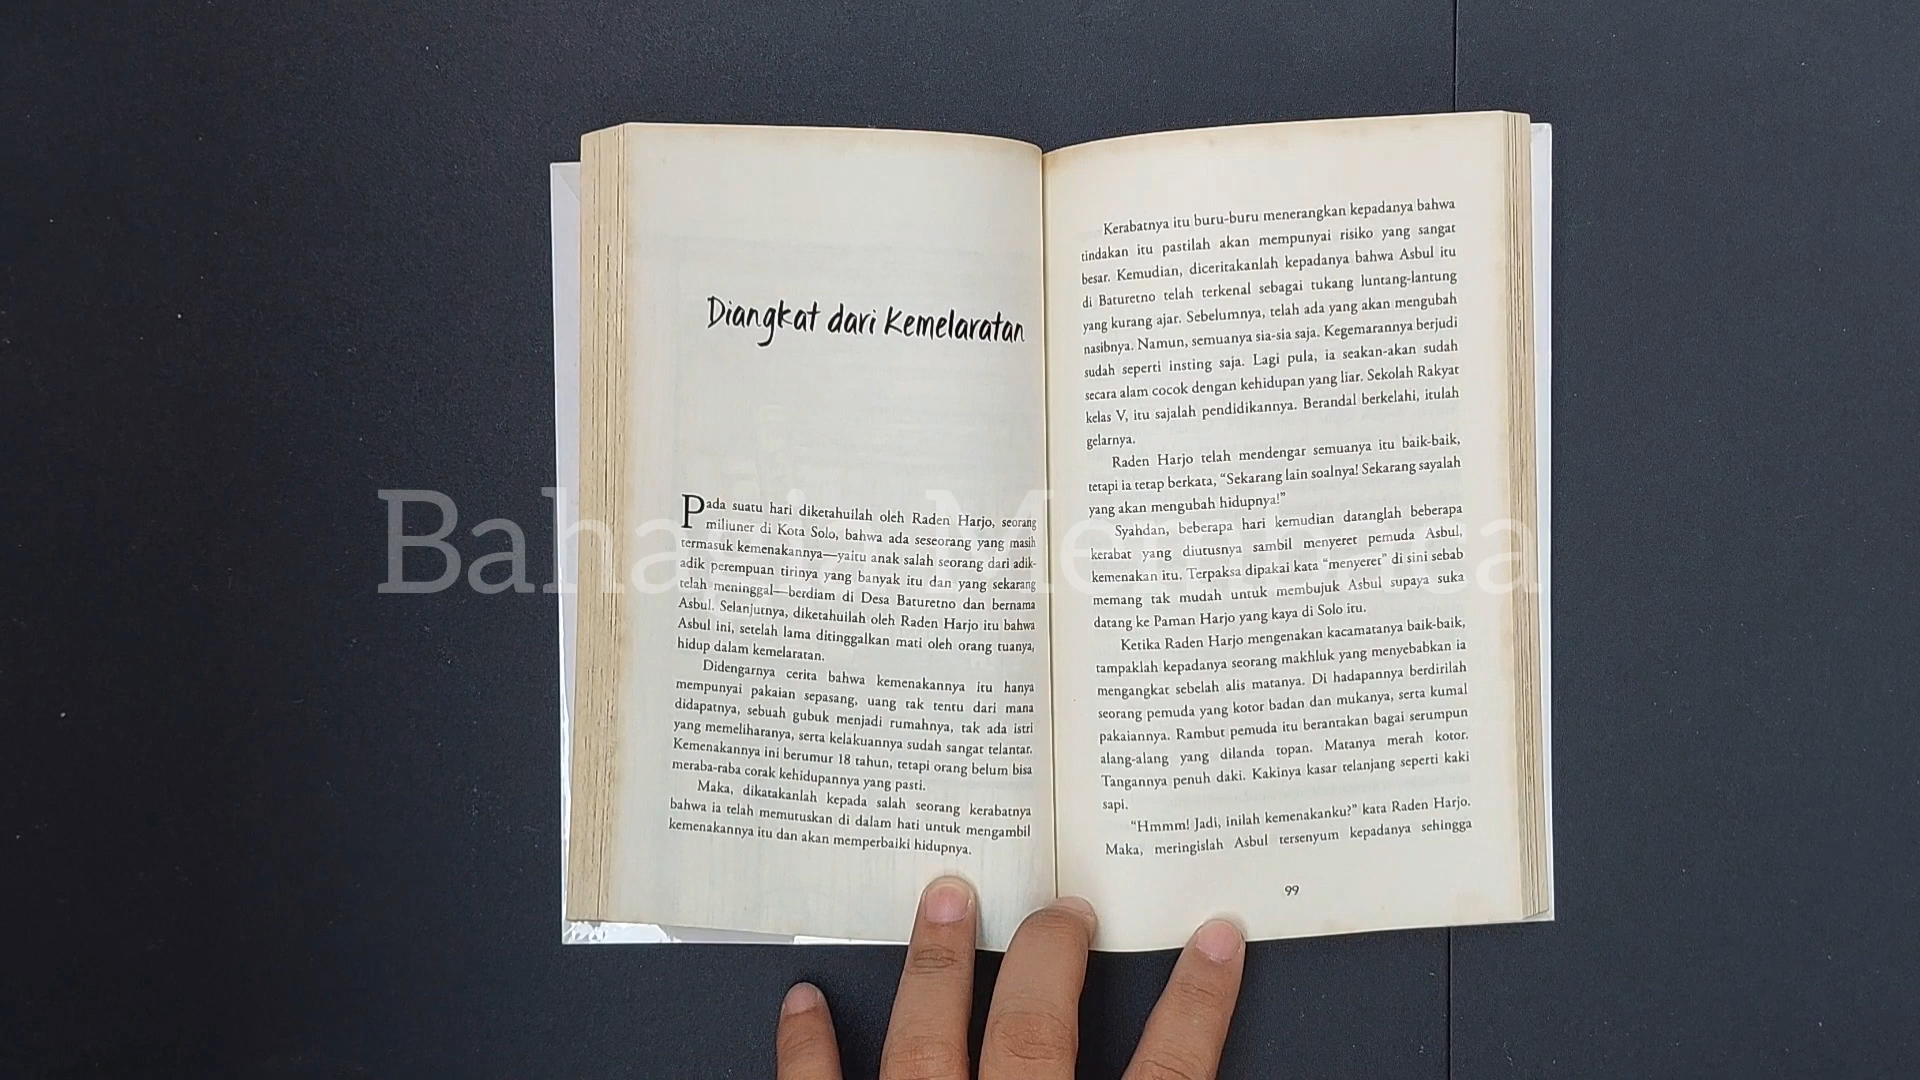 Diangkat dari Kemelaratan
Pada suatu hari diketahuilah oleh Raden Harjo, seorang
miliuner di Kota Solo, bahwa ada seseorang yang masih
termasuk kemenakannya—yaitu anak salah seorang dari adik-
adik perempuan tirinya yang banyak itu dan yang sekarang
telah meninggal—berdiam di Desa Baturetno dan bernama
Asbul. Selanjutnya, diketahuilah oleh Raden Harjo itu bahwa
Asbul ini, setelah lama ditinggalkan mati oleh orang tuanya,
hidup dalam kemelaratan.
Didengarnya cerita bahwa kemenakannya itu hanya
mempunyai pakaian sepasang, uang tak tentu dari mana
didapatnya, sebuah gubuk menjadi rumahnya, tak ada istri
yang memeliharanya, serta kelakuannya sudah sangat telantar.
Kemenakannya ini berumur 18 tahun, tetapi orang belum bisa
meraba-raba corak kehidupannya yang pasti.
Maka, dikatakanlah kepada salah seorang kerabatnya
bahwa ia telah memutuskan di dalam hati untuk mengambil
kemenakannya itu dan akan memperbaiki hidupnya.
Kerabatnya itu buru-buru menerangkan kepadanya bahwa
tindakan itu pastilah akan mempunyai risiko yang sangat
besar. Kemudian, diceritakanlah kepadanya bahwa Asbul itu
di Baturetno telah terkenal sebagai tukang luntang-lantung
yang kurang ajar. Sebelumnya, telah ada yang akan mengubah
nasibnya. Namun, semuanya sia-sia saja. Kegemarannya berjudi
sudah seperti insting saja. Lagi pula, ia seakan-akan sudah
secara alam cocok dengan kehidupan yang liar. Sekolah Rakyat
kelas V, itu sajalah pendidikannya. Berandal berkelahi, itulah
gelarnya.
Raden Harjo telah mendengar semuanya itu baik-baik,
tetapi ia tetap berkata, “Sekarang lain soalnya! Sekarang sayalah
yang akan mengubah hidupnya!”
Syahdan, beberapa hari kemudian datanglah beberapa
kerabat yang diutusnya sambil menyeret pemuda Asbul,
kemenakan itu. Terpaksa dipakai kata “menyeret” di sini sebab
memang tak mudah untuk membujuk Asbul supaya suka
datang ke Paman Harjo yang kaya di Solo itu.
Ketika Raden Harjo mengenakan kacamatanya baik-baik,
tampaklah kepadanya seorang makhluk yang menyebabkan ia
mengangkat sebelah alis matanya. Di hadapannya berdirilah
seorang pemuda yang kotor badan dan mukanya, serta kumal
pakaiannya. Rambut pemuda itu berantakan bagai serumpun
alang-alang yang dilanda topan. Matanya merah kotor.
Tangannya penuh daki. Kakinya kasar telanjang seperti kaki
sapi.
“Hmmm! Jadi, inilah kemenakanku?” kata Raden Harjo.
Maka, meringislah Asbul tersenyum kepadanya sehingga
99